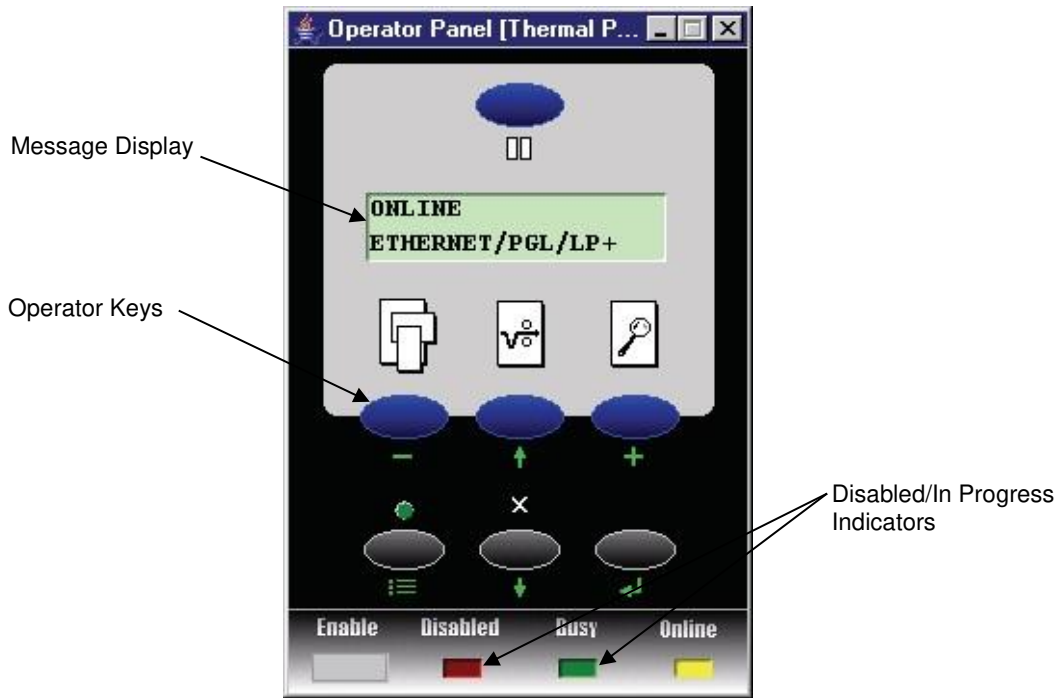 Operator Panel [Thermal P...
Message Display
ONLINE
ETHERNET/PGL/LP+
Operator Keys
Disabled/In Progress
Indicators
Enable Disabled Busy Online